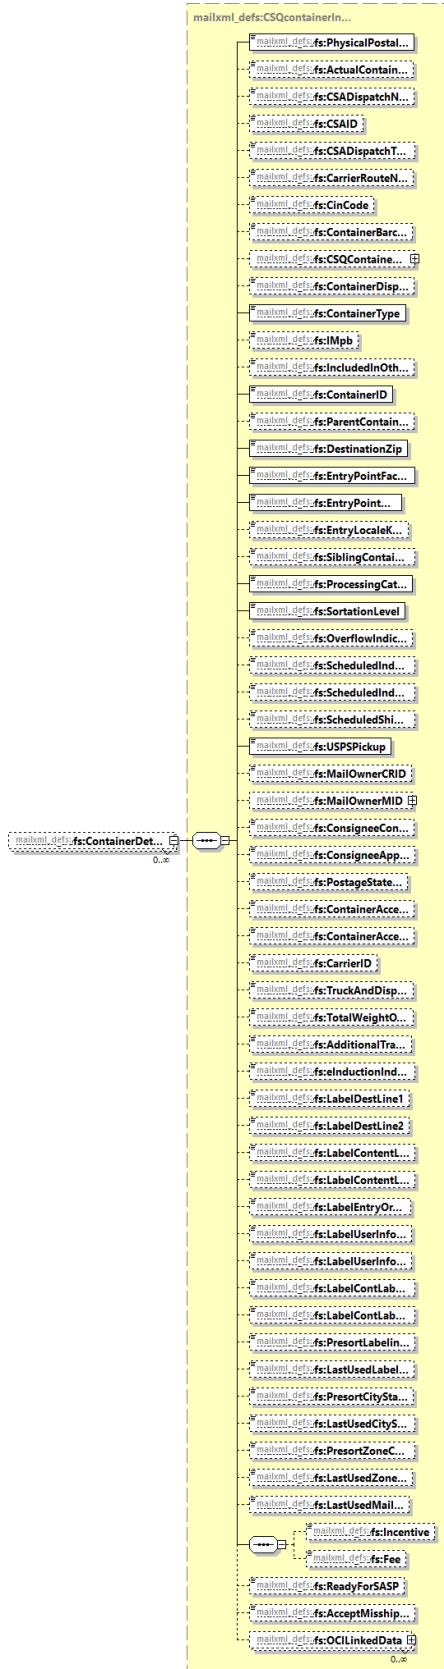 mailxml_defs:CSQcontainerIn...
mailxml_defs:fs:PhysicalPostal...
mailxml_defs:fs:ActualContain...
mailxml_defs:fs:CSADispatchN...
mailxml_defs:fs:CSAID
mailxml_defs:fs:CSADispatchT...
mailxml_defs:fs:CarrierRouteN...
mailxml_defs:fs:CinCode
mailxml_defs:fs:ContainerBarc...
mailxml_defs:fs:CSQContaine...
mailxml_defs:fs:ContainerDisp...
mailxml_defs:fs:ContainerType
mailxml_defs:fs:IMpb
mailxml_defs:fs:IncludedInOth...
mailxml_defs:fs:ContainerID
mailxml_defs:fs:ParentContain...
mailxml_defs:fs:DestinationZip
mailxml_defs:fs:EntryPointFac...
mailxml_defs:fs:EntryPoint...
mailxml_defs:fs:EntryLocaleK...
mailxml_defs:fs:SiblingContai...
mailxml_defs:fs:ProcessingCat...
mailxml_defs:fs:SortationLevel
mailxml_defs:fs:OverflowIndic...
mailxml_defs:fs:ScheduledInd...
mailxml_defs:fs:ScheduledInd...
mailxml_defs:fs:ScheduledShi...
mailxml_defs:fs:USPSPickup
mailxml_defs:fs:MailOwnerCRID
mailxml_defs:fs:MailOwnerMID
mailxml_defs:fs:ConsigneeCon...
mailxml_defs:fs:ContainerDet...
0..∞
mailxml_defs:fs:ConsigneeApp...
mailxml_defs:fs:PostageState...
mailxml_defs:fs:ContainerAcce...
mailxml_defs:fs:ContainerAcce...
mailxml_defs:fs:CarrierID
mailxml_defs:fs:TruckAndDisp...
mailxml_defs:fs:TotalWeightO...
mailxml_defs:fs:AdditionalTra...
mailxml_defs:fs:eInductionInd...
mailxml_defs:fs:LabelDestLine1
mailxml_defs:fs:LabelDestLine2
mailxml_defs:fs:LabelContentL...
mailxml_defs:fs:LabelContentL...
mailxml_defs:fs:LabelEntryOr...
mailxml_defs:fs:LabelUserInfo...
mailxml_defs:fs:LabelUserInfo...
mailxml_defs:fs:LabelContLab...
mailxml_defs:fs:LabelContLab...
mailxml_defs:fs:PresortLabelin...
mailxml_defs:fs:LastUsedLabel...
mailxml_defs:fs:PresortCitySta...
mailxml_defs:fs:LastUsedCityS...
mailxml_defs:fs:PresortZoneC...
mailxml_defs:fs:LastUsedZone...
mailxml_defs:fs:LastUsedMail...
mailxml_defs:fs:Incentive
mailxml_defs:fs:Fee
mailxml_defs:fs:ReadyForSASP
mailxml_defs:fs:AcceptMisship...
mailxml_defs:fs:OCILinkedData
0..∞